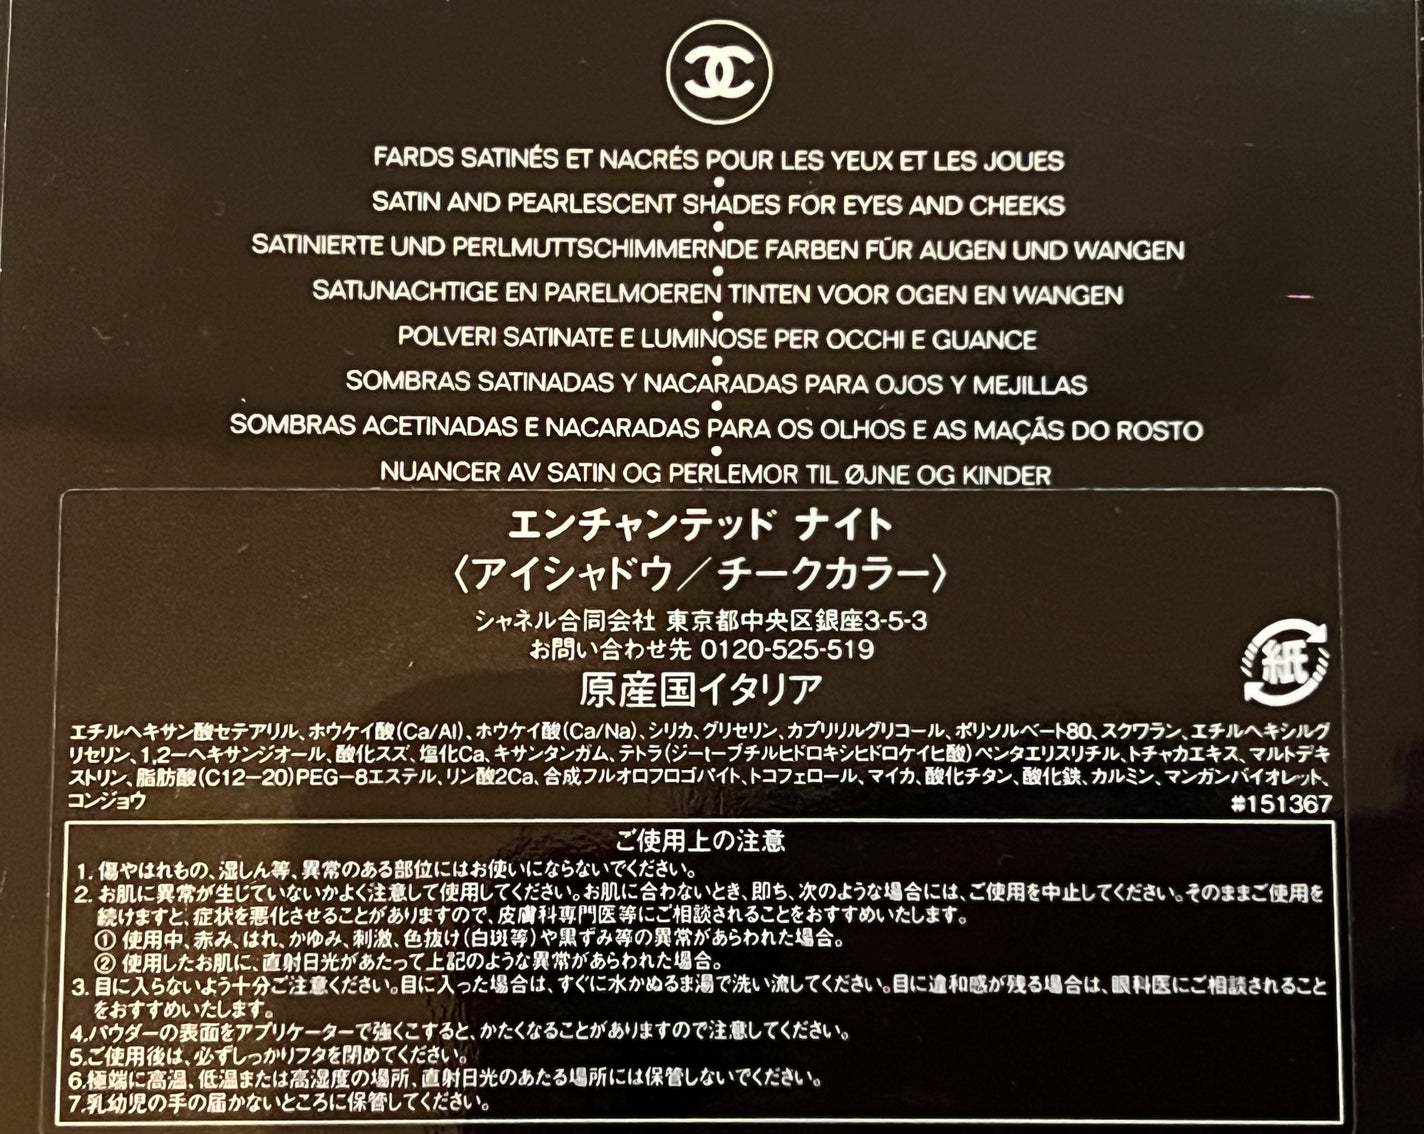 FARDS SATINÉS ET NACRÉS POUR LES YEUX ET LES JOUES
SATIN AND PEARLESCENT SHADES FOR EYES AND CHEEKS
SATINIERTE UND PERLMUTTSCHIMMERNDE FARBEN FÜR AUGEN UND WANGEN
SATIJNACHTIGE EN PARELMOEREN TINTEN VOOR OGEN EN WANGEN
POLVERI SATINATE E LUMINOSE PER OCCHI E GUANCE
SOMBRAS SATINADAS Y NACARADAS PARA OJOS Y MEJILLAS
SOMBRAS ACETINADAS E NACARADAS PARA OS OLHOS E AS MAÇÃS DO ROSTO
NUANCER AV SATIN OG PERLEMOR TIL ØJNE OG KINDER
エンチャンテッド ナイト
〈アイシャドウ／チークカラー〉
シャネル合同会社 東京都中央区銀座3-5-3
お問い合わせ先 0120-525-519
原産国イタリア
紙
エチルヘキサン酸セテアリル、ホウケイ酸(Ca/Al)、ホウケイ酸(Ca/Na)、シリカ、グリセリン、カプリリルグリコール、ポリソルベート80、スクワラン、エチルヘキシルグ
リセリン、1,2-ヘキサンジオール、酸化スズ、塩化Ca、キサンタンガム、テトラ(ジ-t-ブチルヒドロキシヒドロケイヒ酸)ペンタエリスリチル、トチャカエキス、マルトデキ
ストリン、脂肪酸(C12-20)PEG-8エステル、リン酸2Ca、合成フルオロフロゴパイト、トコフェロール、マイカ、酸化チタン、酸化鉄、カルミン、マンガンバイオレット、
コンジョウ #151367
ご使用上の注意
1. 傷やはれもの、湿しん等、異常のある部位にはお使いにならないでください。
2. お肌に異常が生じていないかよく注意して使用してください。お肌に合わないとき、即ち、次のような場合には、ご使用を中止してください。そのままご使用を
続けますと、症状を悪化させることがありますので、皮膚科専門医等にご相談されることをおすすめいたします。
① 使用中、赤み、はれ、かゆみ、刺激、色抜け(白斑等)や黒ずみ等の異常があらわれた場合。
② 使用したお肌に、直射日光があたって上記のような異常があらわれた場合。
3. 目に入らないよう十分ご注意ください。目に入った場合は、すぐに水かぬるま湯で洗い流してください。目に違和感が残る場合は、眼科医にご相談されること
をおすすめいたします。
4.パウダーの表面をアプリケーターで強くこすると、かたくなることがありますので注意してください。
5.ご使用後は、必ずしっかりフタを閉めてください。
6.極端に高温、低温または高湿度の場所、直射日光のあたる場所には保管しないでください。
7.乳幼児の手の届かないところに保管してください。